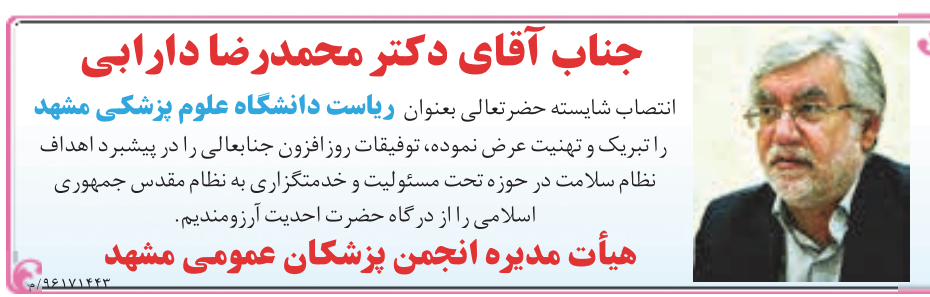 جناب آقای دکتر محمدرضا دارابی
انتصاب شایسته حضرتعالی بعنوان ریاست دانشگاه علوم پزشکی مشهد
را تبریک و تهنیت عرض نموده، توفیقات روزافزون جنابعالی را در پیشبرد اهداف
نظام سلامت در حوزه تحت مسئولیت و خدمتگزاری به نظام مقدس جمهوری
اسلامی را از درگاه حضرت احدیت آرزومندیم.
هیأت مدیره انجمن پزشکان عمومی مشهد
۹۶۱۷۱۴۴۳/م